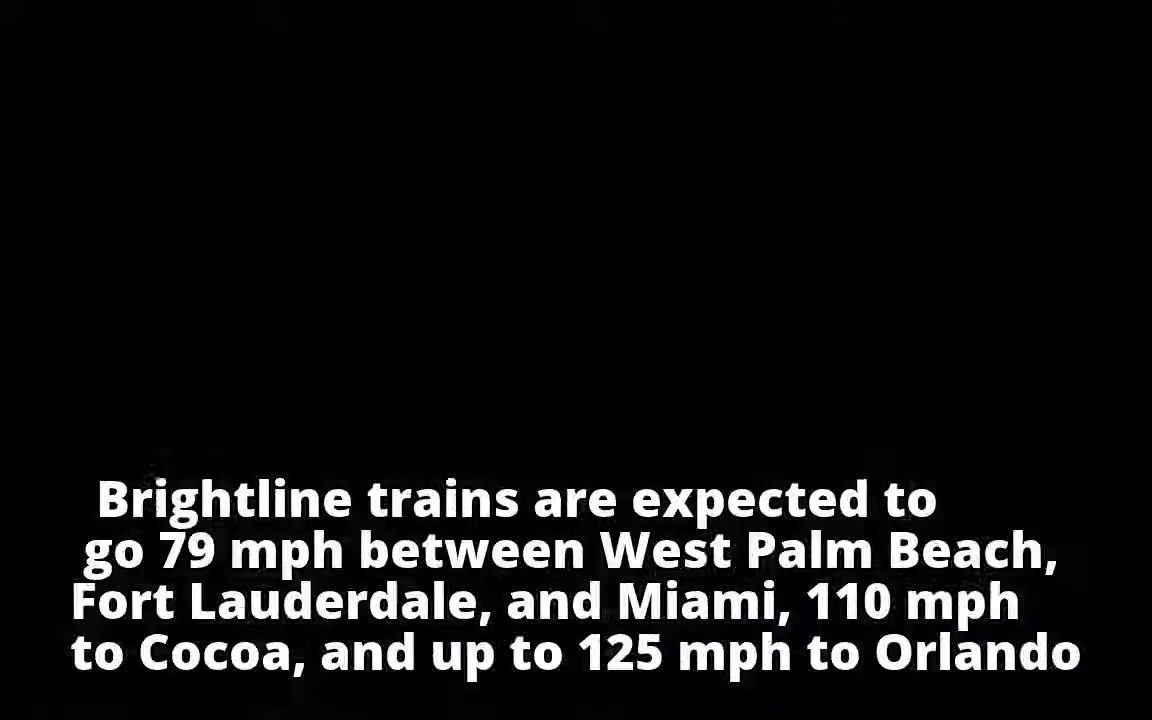 Brightline trains are expected to
go 79 mph between West Palm Beach,
Fort Lauderdale, and Miami, 110 mph
to Cocoa, and up to 125 mph to Orlando